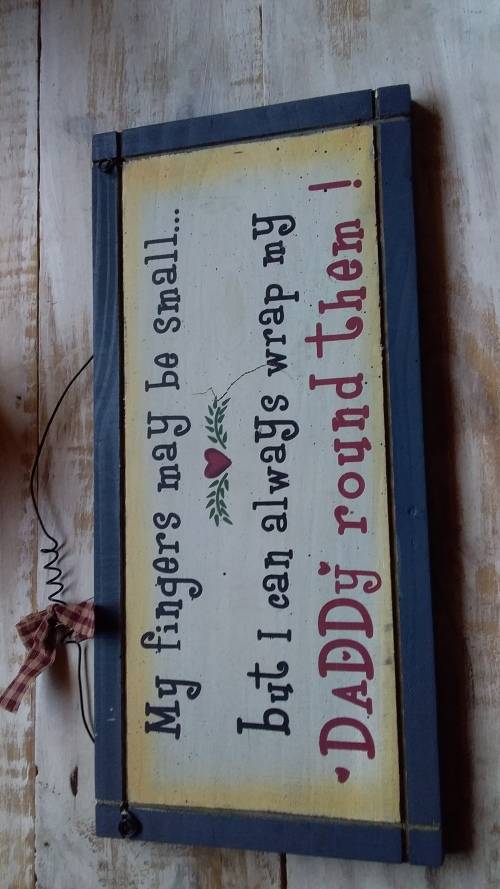 My fingers may be small...
but I can always wrap my
DADDY round them!